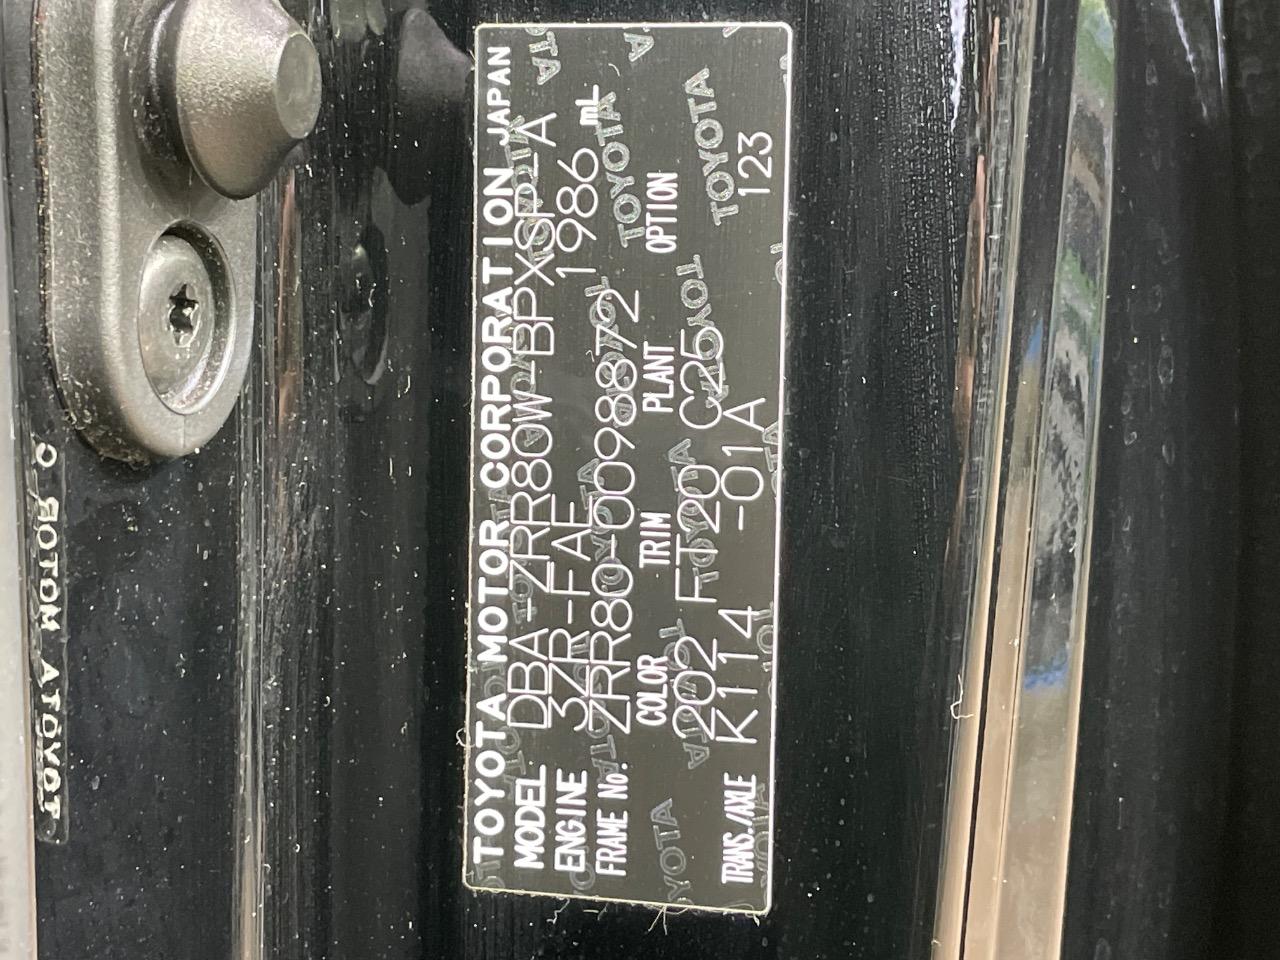 TOYOTA MOTOR CORPORATION JAPAN
MODEL DBA-ZRR80W-BPXSP-A
ENGINE 3ZR-FAE 1986 mL
FRAME No. ZRR80-0098872
COLOR TRIM PLANT OPTION
202 FT20 C25
TRANS./AXLE K114 -01A 123